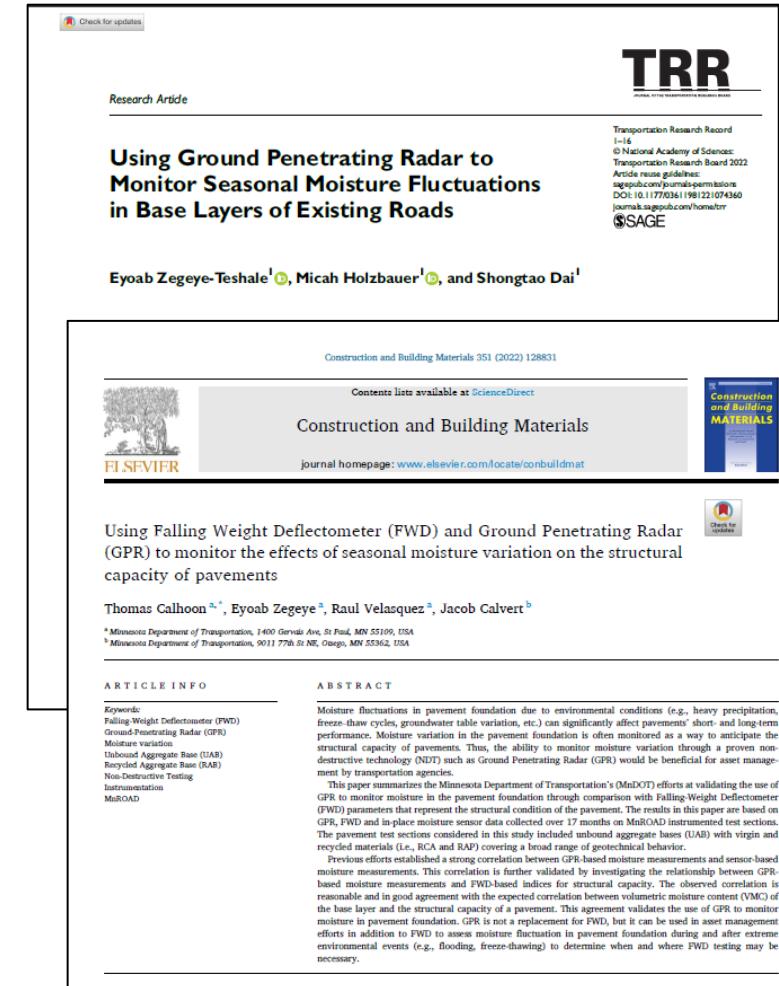 Check for updates
TRR
JOURNAL OF THE TRANSPORTATION RESEARCH BOARD
Research Article
Transportation Research Record
1–16
© National Academy of Sciences:
Transportation Research Board 2022
Article reuse guidelines:
sagepub.com/journals-permissions
DOI: 10.1177/03611981221074360
journals.sagepub.com/home/trr
SAGE
Using Ground Penetrating Radar to
Monitor Seasonal Moisture Fluctuations
in Base Layers of Existing Roads
Eyoab Zegeye-Teshale1 iD, Micah Holzbauer1 iD, and Shongtao Dai1
Construction and Building Materials 351 (2022) 128831
Contents lists available at ScienceDirect
Construction and Building Materials
journal homepage: www.elsevier.com/locate/conbuildmat
ELSEVIER
Construction
and Building
MATERIALS
Check for
updates
Using Falling Weight Deflectometer (FWD) and Ground Penetrating Radar
(GPR) to monitor the effects of seasonal moisture variation on the structural
capacity of pavements
Thomas Calhoon a,*, Eyoab Zegeye a, Raul Velasquez a, Jacob Calvert b
a Minnesota Department of Transportation, 1400 Gervais Ave, St Paul, MN 55109, USA
b Minnesota Department of Transportation, 9011 77th St NE, Otsego, MN 55362, USA
ARTICLE INFO
Keywords:
Falling-Weight Deflectometer (FWD)
Ground-Penetrating Radar (GPR)
Moisture variation
Unbound Aggregate Base (UAB)
Recycled Aggregate Base (RAB)
Non-Destructive Testing
Instrumentation
MnROAD
ABSTRACT
Moisture fluctuations in pavement foundation due to environmental conditions (e.g., heavy precipitation,
freeze–thaw cycles, groundwater table variation, etc.) can significantly affect pavements' short- and long-term
performance. Moisture variation in the pavement foundation is often monitored as a way to anticipate the
structural capacity of pavements. Thus, the ability to monitor moisture variation through a proven non-
destructive technology (NDT) such as Ground Penetrating Radar (GPR) would be beneficial for asset manage-
ment by transportation agencies.
This paper summarizes the Minnesota Department of Transportation's (MnDOT) efforts at validating the use of
GPR to monitor moisture in the pavement foundation through comparison with Falling-Weight Deflectometer
(FWD) parameters that represent the structural condition of the pavement. The results in this paper are based on
GPR, FWD and in-place moisture sensor data collected over 17 months on MnROAD instrumented test sections.
The pavement test sections considered in this study included unbound aggregate bases (UAB) with virgin and
recycled materials (i.e., RCA and RAP) covering a broad range of geotechnical behavior.
Previous efforts established a strong correlation between GPR-based moisture measurements and sensor-based
moisture measurements. This correlation is further validated by investigating the relationship between GPR-
based moisture measurements and FWD-based indices for structural capacity. The observed correlation is
reasonable and in good agreement with the expected correlation between volumetric moisture content (VMC) of
the base layer and the structural capacity of a pavement. This agreement validates the use of GPR to monitor
moisture in pavement foundation. GPR is not a replacement for FWD, but it can be used in asset management
efforts in addition to FWD to assess moisture fluctuation in pavement foundation during and after extreme
environmental events (e.g., flooding, freeze-thawing) to determine when and where FWD testing may be
necessary.